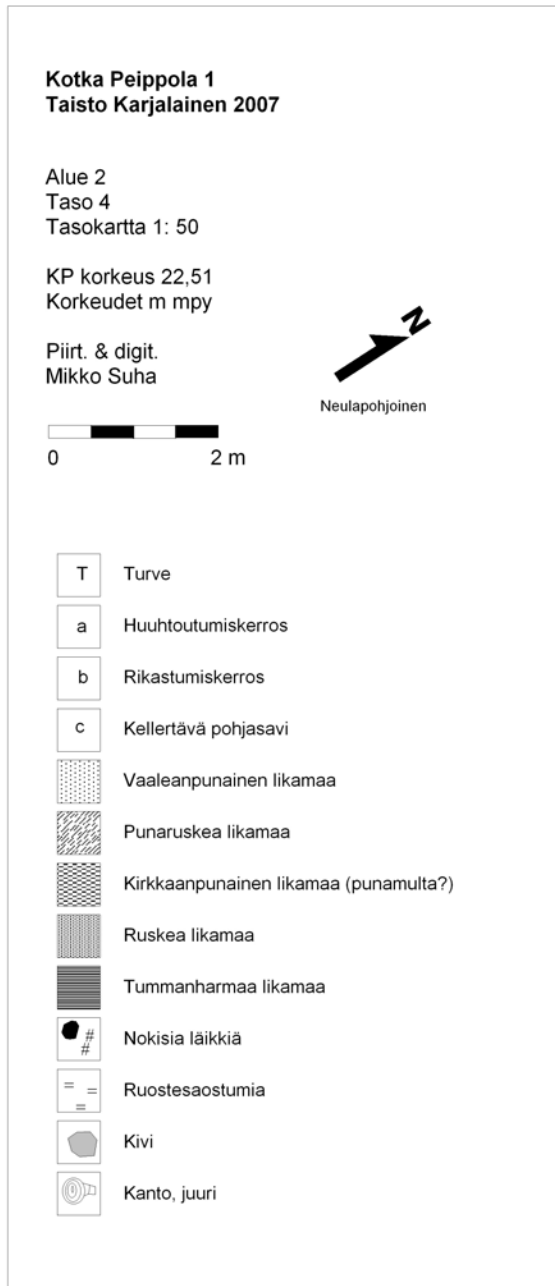 Kotka Peippola 1
Taisto Karjalainen 2007
Alue 2
Taso 4
Tasokartta 1: 50
KP korkeus 22,51
Korkeudet m mpy
Piirt. & digit.
Mikko Suha
N
Neulapohjoinen
0 2 m
T Turve
a Huuhtoutumiskerros
b Rikastumiskerros
c Kellertävä pohjasavi
Vaaleanpunainen likamaa
Punaruskea likamaa
Kirkkaanpunainen likamaa (punamulta?)
Ruskea likamaa
Tummanharmaa likamaa
# # Nokisia läikkiä
= = = Ruostesaostumia
Kivi
Kanto, juuri